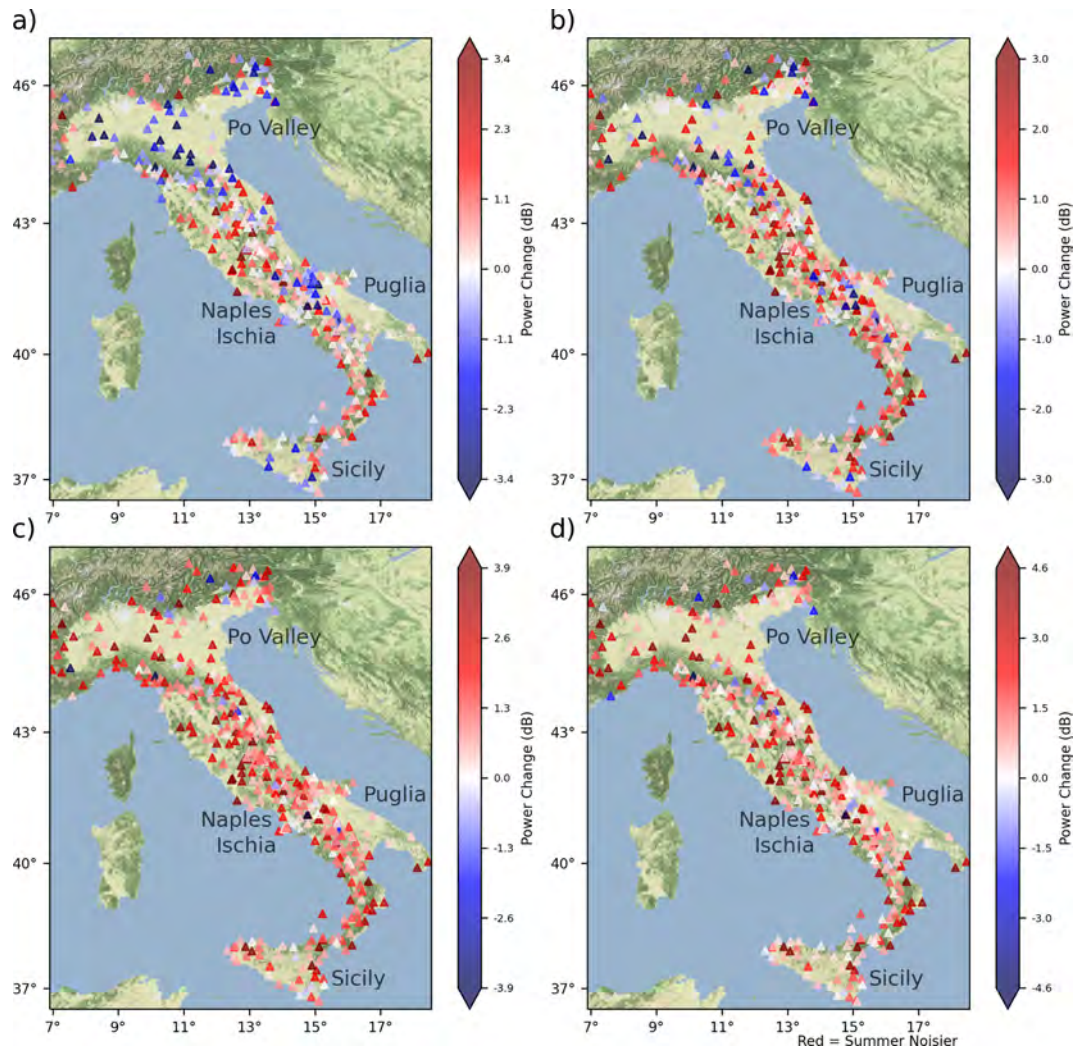 a)
b)
46°
43°
40°
37°
Po Valley
Puglia
Naples
Ischia
Sicily
7° 9° 11° 13° 15° 17°
3.4
2.3
1.1
0.0
-1.1
-2.3
-3.4
Power Change (dB)
46°
43°
40°
37°
Po Valley
Puglia
Naples
Ischia
Sicily
7° 9° 11° 13° 15° 17°
3.0
2.0
1.0
0.0
-1.0
-2.0
-3.0
Power Change (dB)
c)
d)
46°
43°
40°
37°
Po Valley
Puglia
Naples
Ischia
Sicily
7° 9° 11° 13° 15° 17°
3.9
2.6
1.3
0.0
-1.3
-2.6
-3.9
Power Change (dB)
46°
43°
40°
37°
Po Valley
Puglia
Naples
Ischia
Sicily
7° 9° 11° 13° 15° 17°
4.6
3.0
1.5
0.0
-1.5
-3.0
-4.6
Power Change (dB)
Red = Summer Noisier